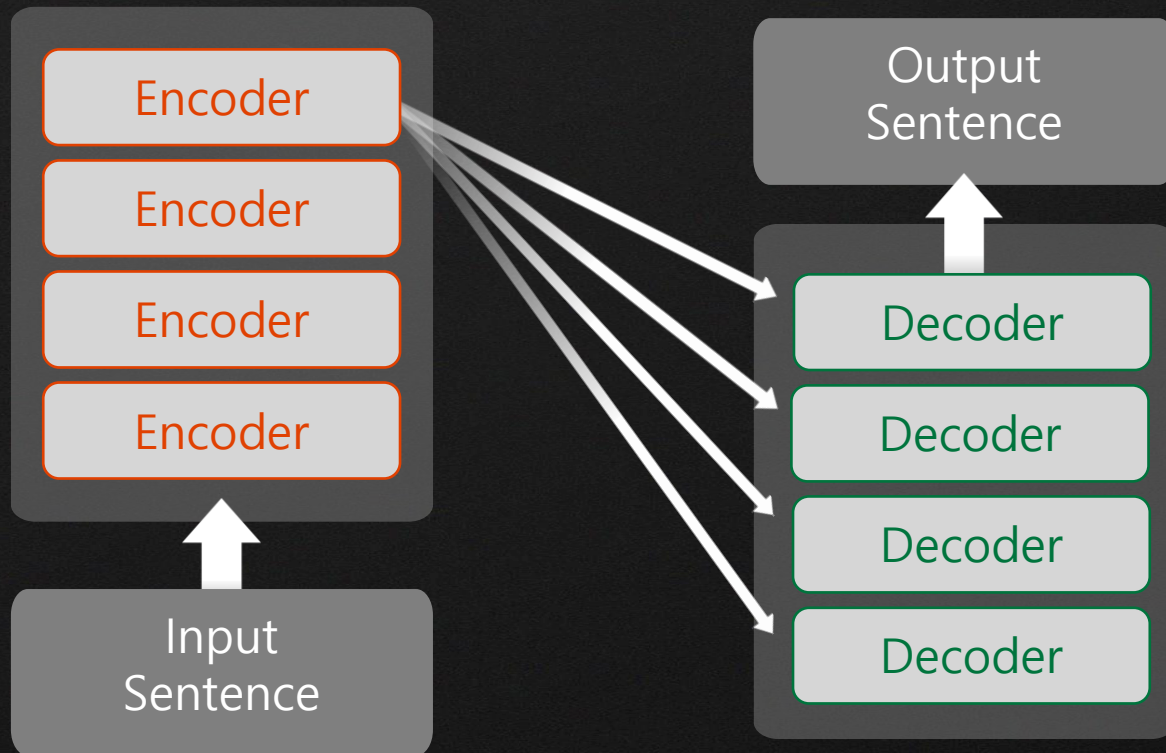 Encoder
Encoder
Encoder
Encoder
Input
Sentence
Output
Sentence
Decoder
Decoder
Decoder
Decoder